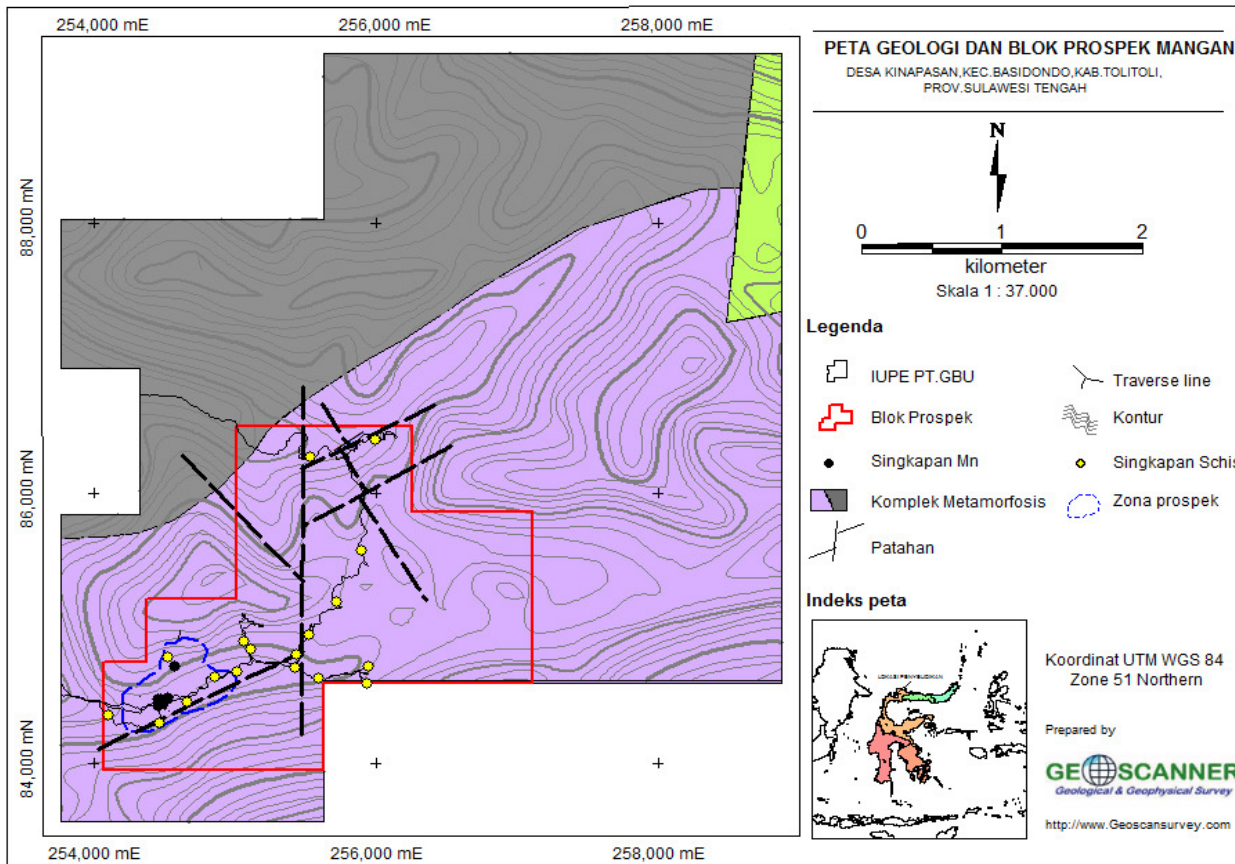 254,000 mE 256,000 mE 258,000 mE
88,000 mN
86,000 mN
84,000 mN
254,000 mE 256,000 mE 258,000 mE
PETA GEOLOGI DAN BLOK PROSPEK MANGAN
DESA KINAPASAN,KEC.BASIDONDO,KAB.TOLITOLI,
PROV.SULAWESI TENGAH
N
0 1 2
kilometer
Skala 1 : 37.000
Legenda
IUPE PT.GBU
Traverse line
Blok Prospek
Kontur
Singkapan Mn
Singkapan Schis
Komplek Metamorfosis
Zona prospek
Patahan
Indeks peta
LOKASI PENYELIDIKAN
Koordinat UTM WGS 84
Zone 51 Northern
Prepared by
GEOSCANNER
Geological & Geophysical Survey
http://www.Geoscansurvey.com